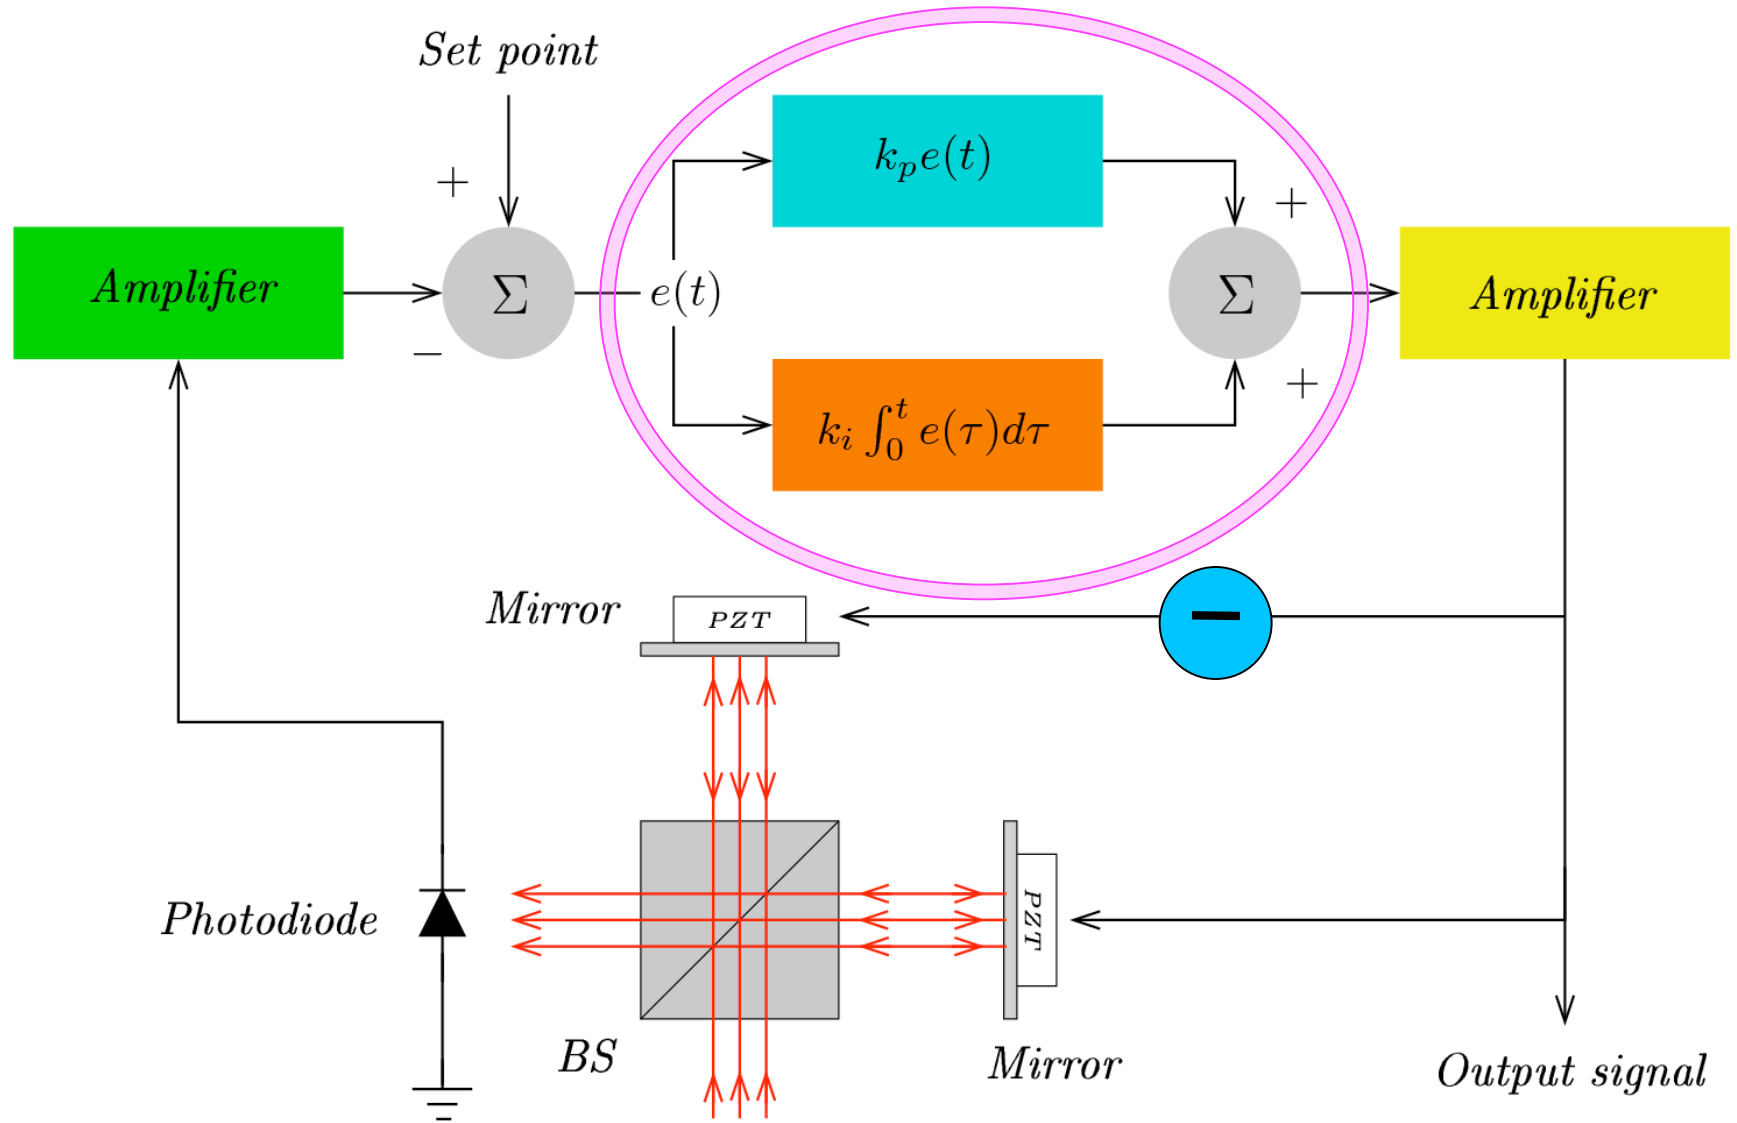 Set point
+
Amplifier
−
Σ
e(t)
k_p e(t)
k_i ∫_0^t e(τ)dτ
+
Σ
+
Amplifier
Mirror
PZT
−
Photodiode
BS
PZT
Mirror
Output signal